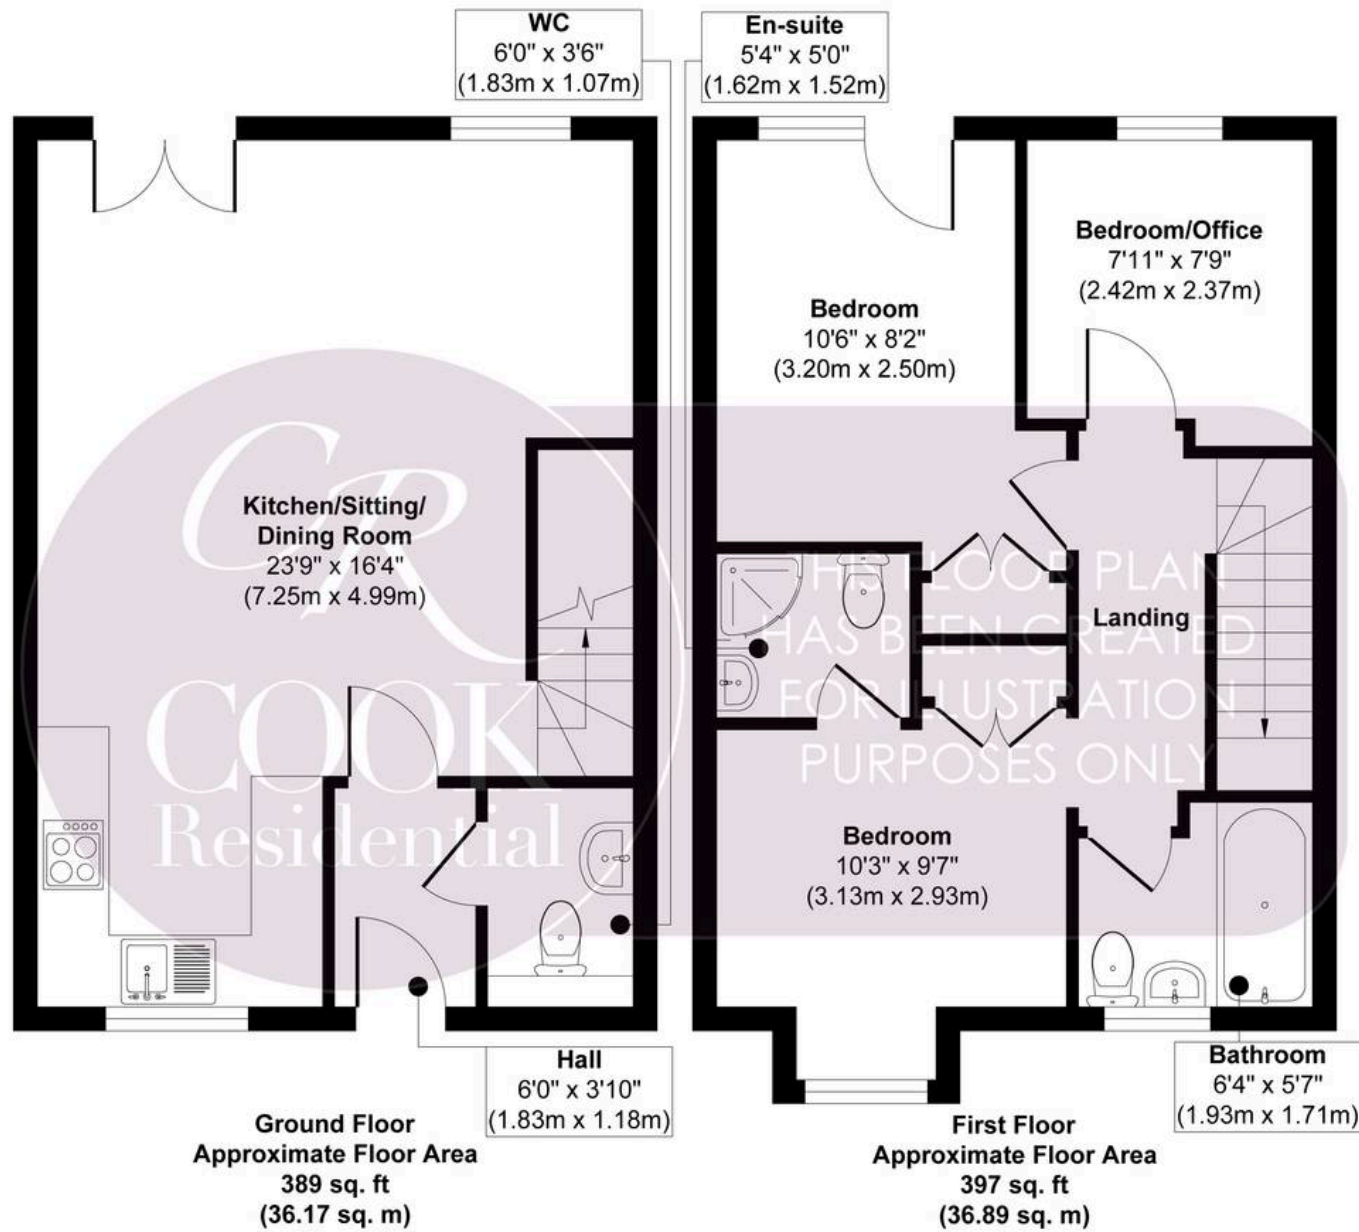 WC
6'0" x 3'6"
(1.83m x 1.07m)
En-suite
5'4" x 5'0"
(1.62m x 1.52m)
Bedroom/Office
7'11" x 7'9"
(2.42m x 2.37m)
Bedroom
10'6" x 8'2"
(3.20m x 2.50m)
Kitchen/Sitting/
Dining Room
23'9" x 16'4"
(7.25m x 4.99m)
CR
COOK
Residential
THIS FLOOR PLAN
HAS BEEN CREATED
FOR ILLUSTRATION
PURPOSES ONLY
Landing
Bedroom
10'3" x 9'7"
(3.13m x 2.93m)
Hall
6'0" x 3'10"
(1.83m x 1.18m)
Bathroom
6'4" x 5'7"
(1.93m x 1.71m)
Ground Floor
Approximate Floor Area
389 sq. ft
(36.17 sq. m)
First Floor
Approximate Floor Area
397 sq. ft
(36.89 sq. m)